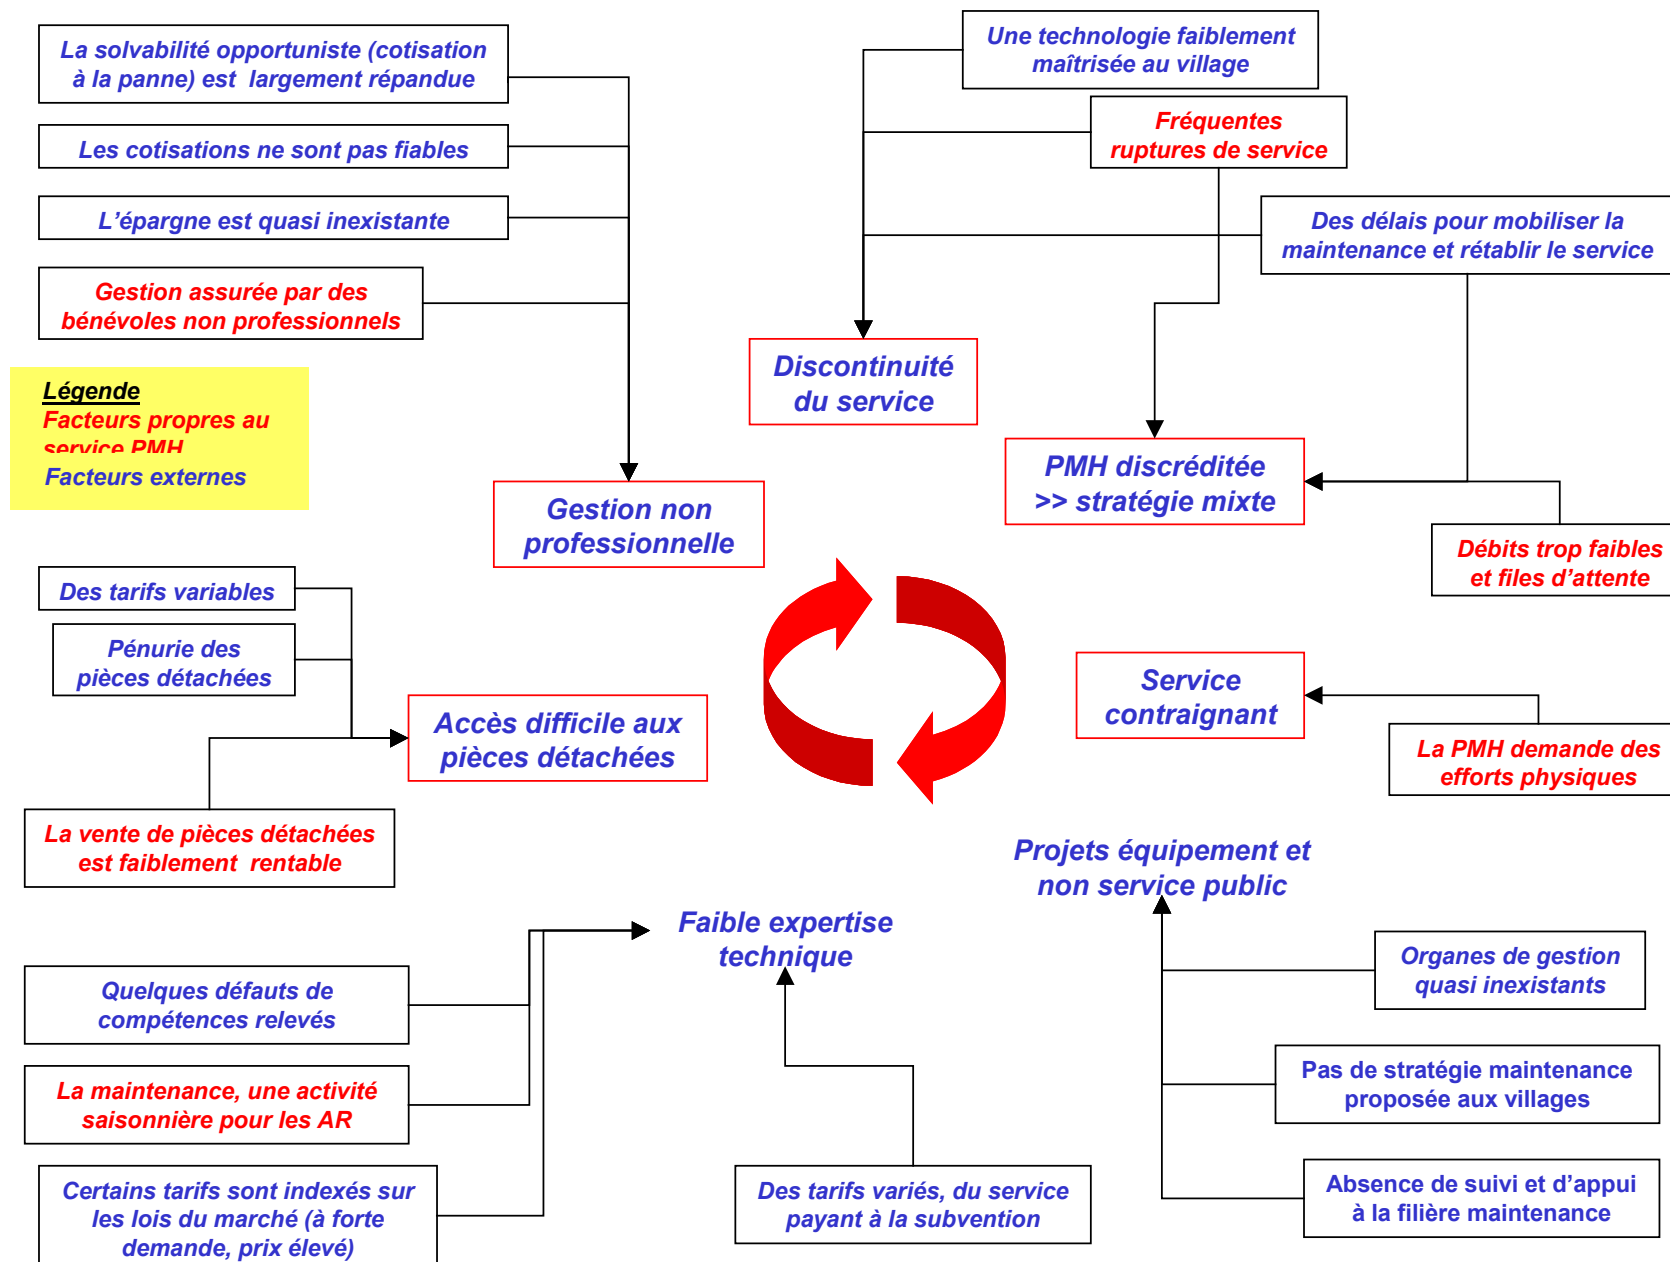 La solvabilité opportuniste (cotisation
à la panne) est largement répandue
Les cotisations ne sont pas fiables
L'épargne est quasi inexistante
Gestion assurée par des
bénévoles non professionnels
Légende
Facteurs propres au
service PMH
Facteurs externes
Une technologie faiblement
maîtrisée au village
Fréquentes
ruptures de service
Des délais pour mobiliser la
maintenance et rétablir le service
Discontinuité
du service
PMH discréditée
>> stratégie mixte
Gestion non
professionnelle
Débits trop faibles
et files d'attente
Des tarifs variables
Pénurie des
pièces détachées
Accès difficile aux
pièces détachées
Service
contraignant
La PMH demande des
efforts physiques
La vente de pièces détachées
est faiblement rentable
Projets équipement et
non service public
Faible expertise
technique
Organes de gestion
quasi inexistants
Quelques défauts de
compétences relevés
Pas de stratégie maintenance
proposée aux villages
La maintenance, une activité
saisonnière pour les AR
Certains tarifs sont indexés sur
les lois du marché (à forte
demande, prix élevé)
Des tarifs variés, du service
payant à la subvention
Absence de suivi et d'appui
à la filière maintenance